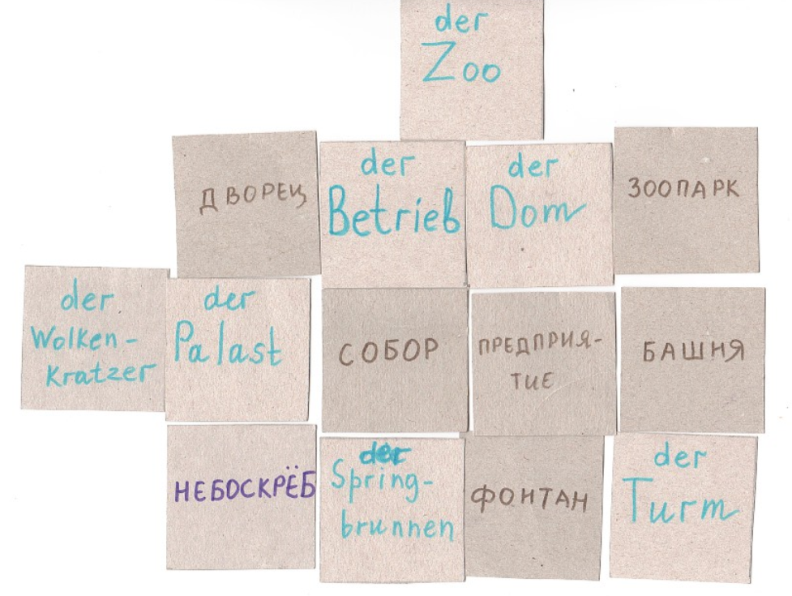 der
Zoo
ДВОРЕЦ
der
Betrieb
der
Dom
ЗООПАРК
der
Wolken-
Kratzer
der
Palast
СОБОР
ПРЕДПРИЯ-
ТИЕ
БАШНЯ
НЕБОСКРЁБ
der
Spring-
brunnen
ФОНТАН
der
Turm